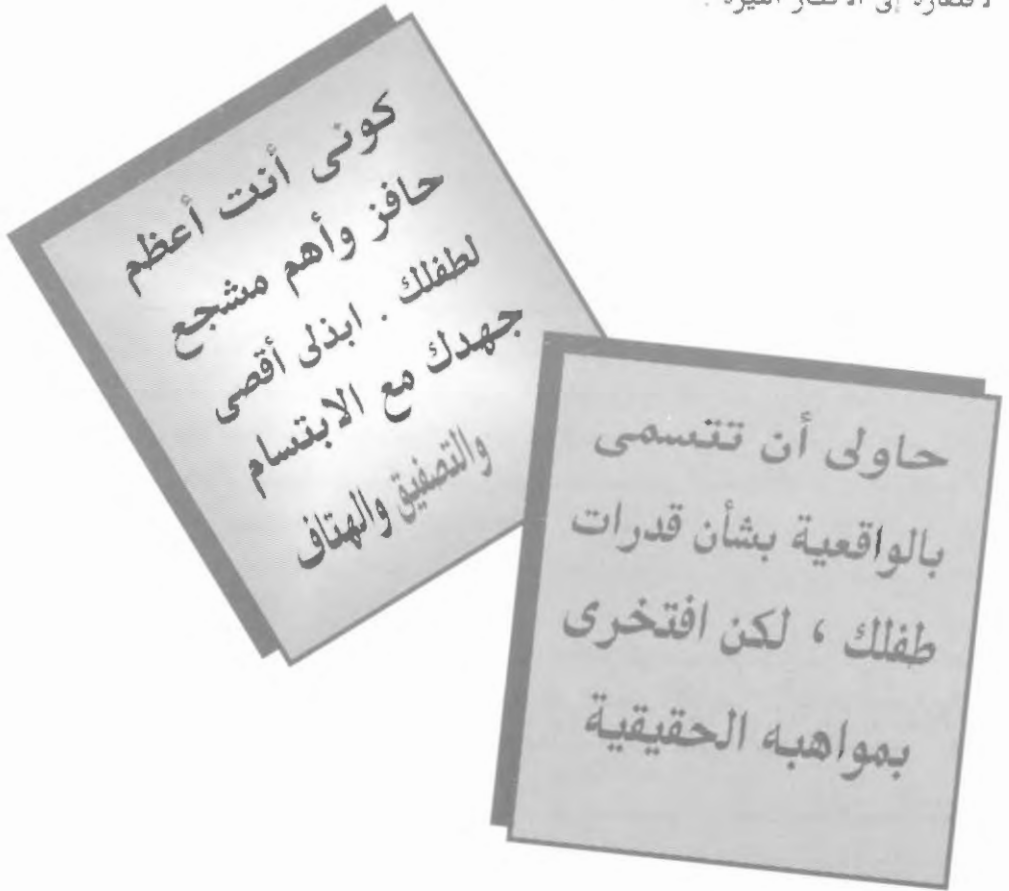 إلى
كونى أنت أعظم
حافز وأهم مشجع
لطفلك . ابذلى أقصى
جهدك مع الابتسام
والتصفيق والهتاف
حاولى أن تتسمى
بالواقعية بشأن قدرات
طفلك ، لكن افتخرى
بمواهبه الحقيقية